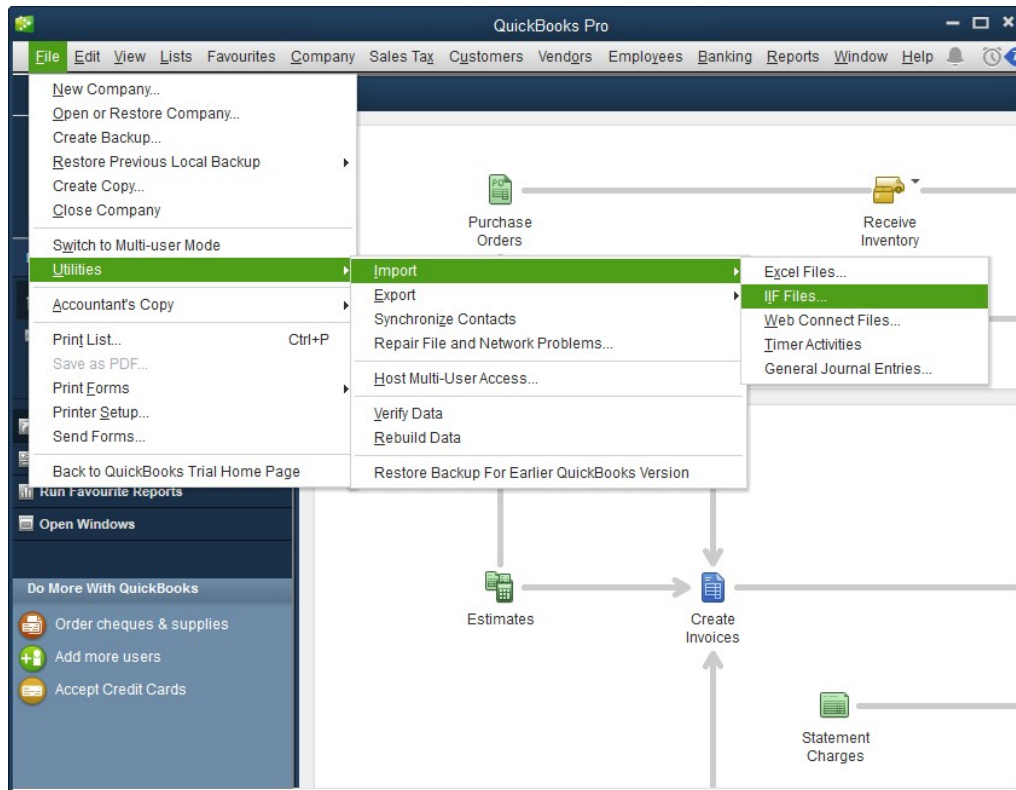 QuickBooks Pro
File Edit View Lists Favourites Company Sales Tax Customers Vendors Employees Banking Reports Window Help
New Company...
Open or Restore Company...
Create Backup...
Restore Previous Local Backup
Create Copy...
Close Company
Switch to Multi-user Mode
Utilities
Accountant's Copy
Print List... Ctrl+P
Save as PDF...
Print Forms
Printer Setup...
Send Forms...
Back to QuickBooks Trial Home Page
Import
Export
Synchronize Contacts
Repair File and Network Problems...
Host Multi-User Access...
Verify Data
Rebuild Data
Restore Backup For Earlier QuickBooks Version
Excel Files...
IIF Files...
Web Connect Files...
Timer Activities
General Journal Entries...
PO
Purchase
Orders
Receive
Inventory
Run Favourite Reports
Open Windows
Do More With QuickBooks
Order cheques & supplies
Add more users
Accept Credit Cards
Estimates
Create
Invoices
Statement
Charges